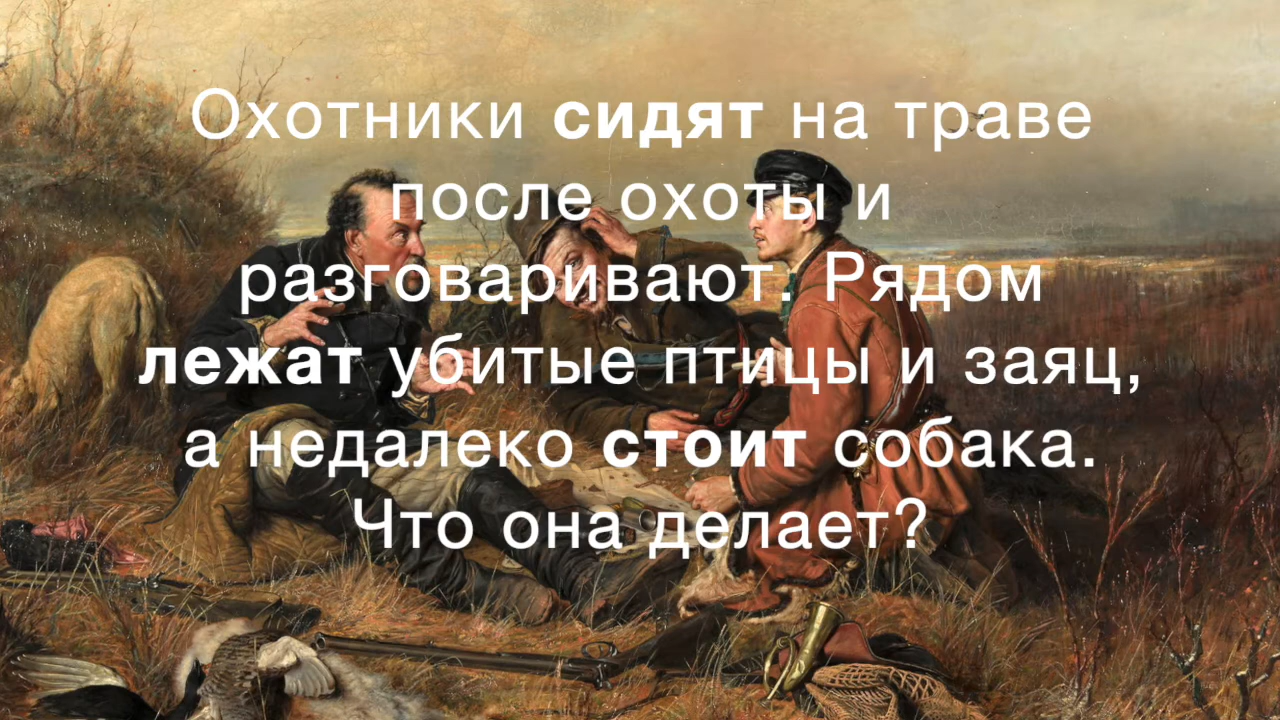 Охотники сидят на траве
после охоты и
разговаривают. Рядом
лежат убитые птицы и заяц,
а недалеко стоит собака.
Что она делает?